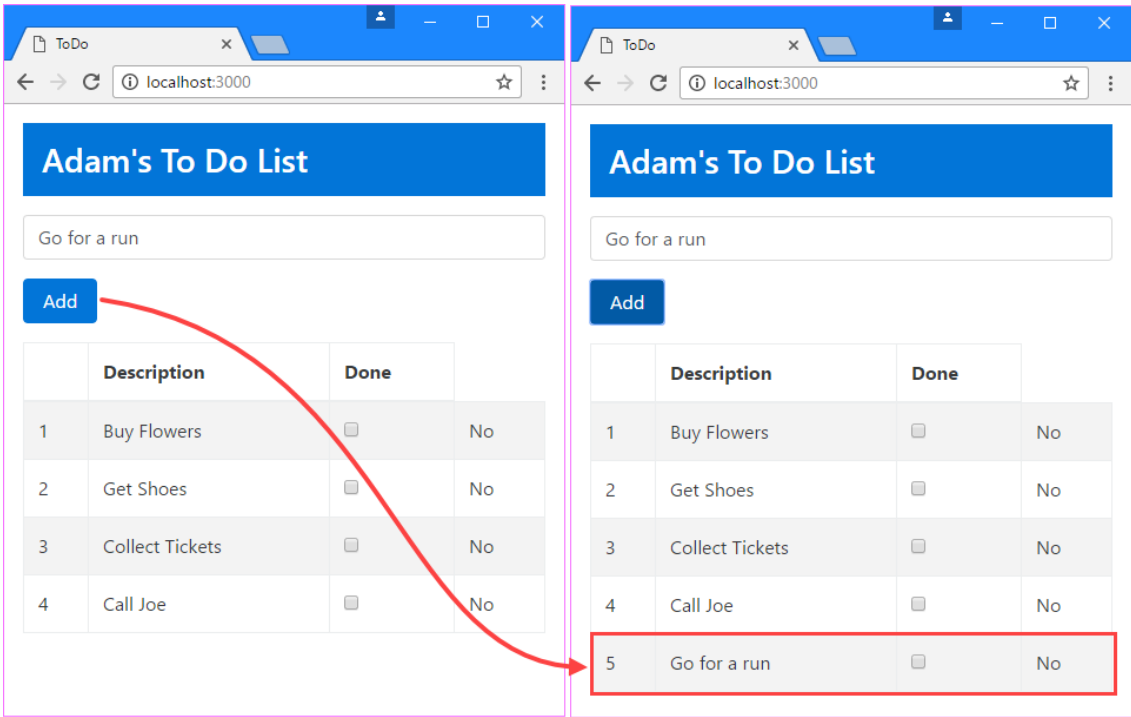 ToDo
localhost:3000
Adam's To Do List
Go for a run
Add
Description Done
1 Buy Flowers No
2 Get Shoes No
3 Collect Tickets No
4 Call Joe No
ToDo
localhost:3000
Adam's To Do List
Go for a run
Add
Description Done
1 Buy Flowers No
2 Get Shoes No
3 Collect Tickets No
4 Call Joe No
5 Go for a run No